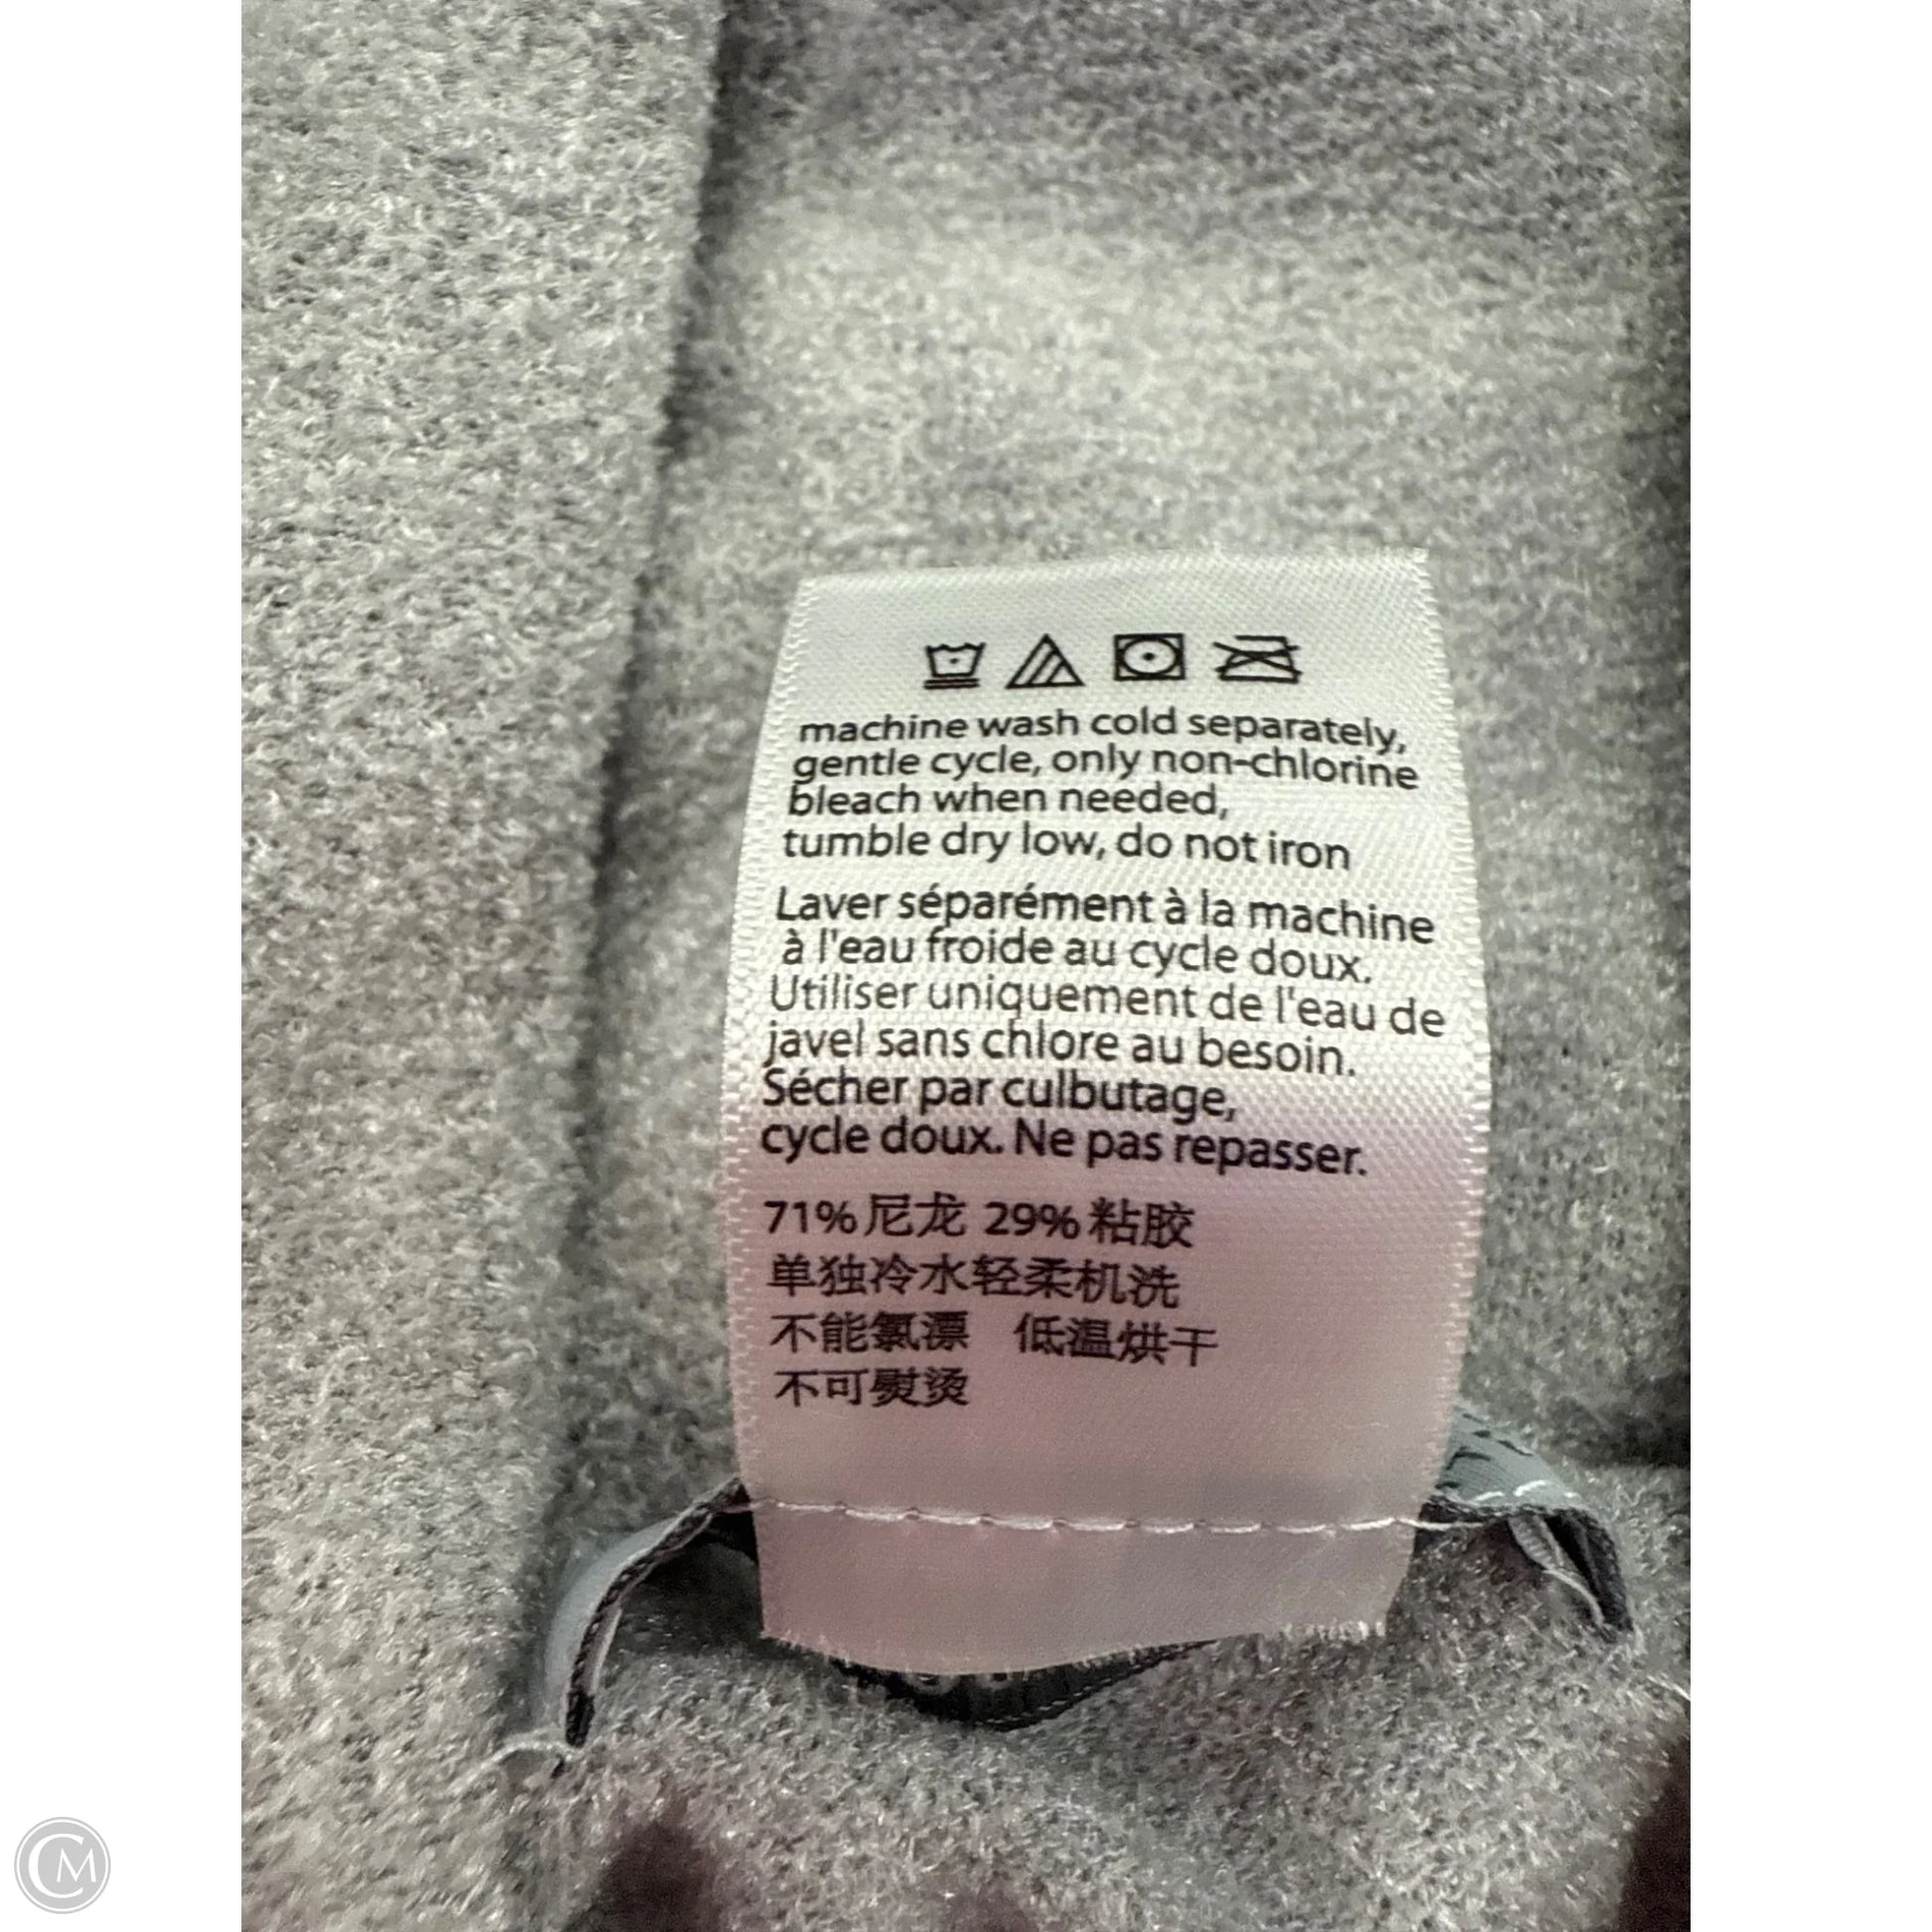 machine wash cold separately,
gentle cycle, only non-chlorine
bleach when needed,
tumble dry low, do not iron
Laver séparément à la machine
à l'eau froide au cycle doux.
Utiliser uniquement de l'eau de
javel sans chlore au besoin.
Sécher par culbutage,
cycle doux. Ne pas repasser.
71%尼龙 29%粘胶
单独冷水轻柔机洗
不能氯漂 低温烘干
不可熨烫
CM